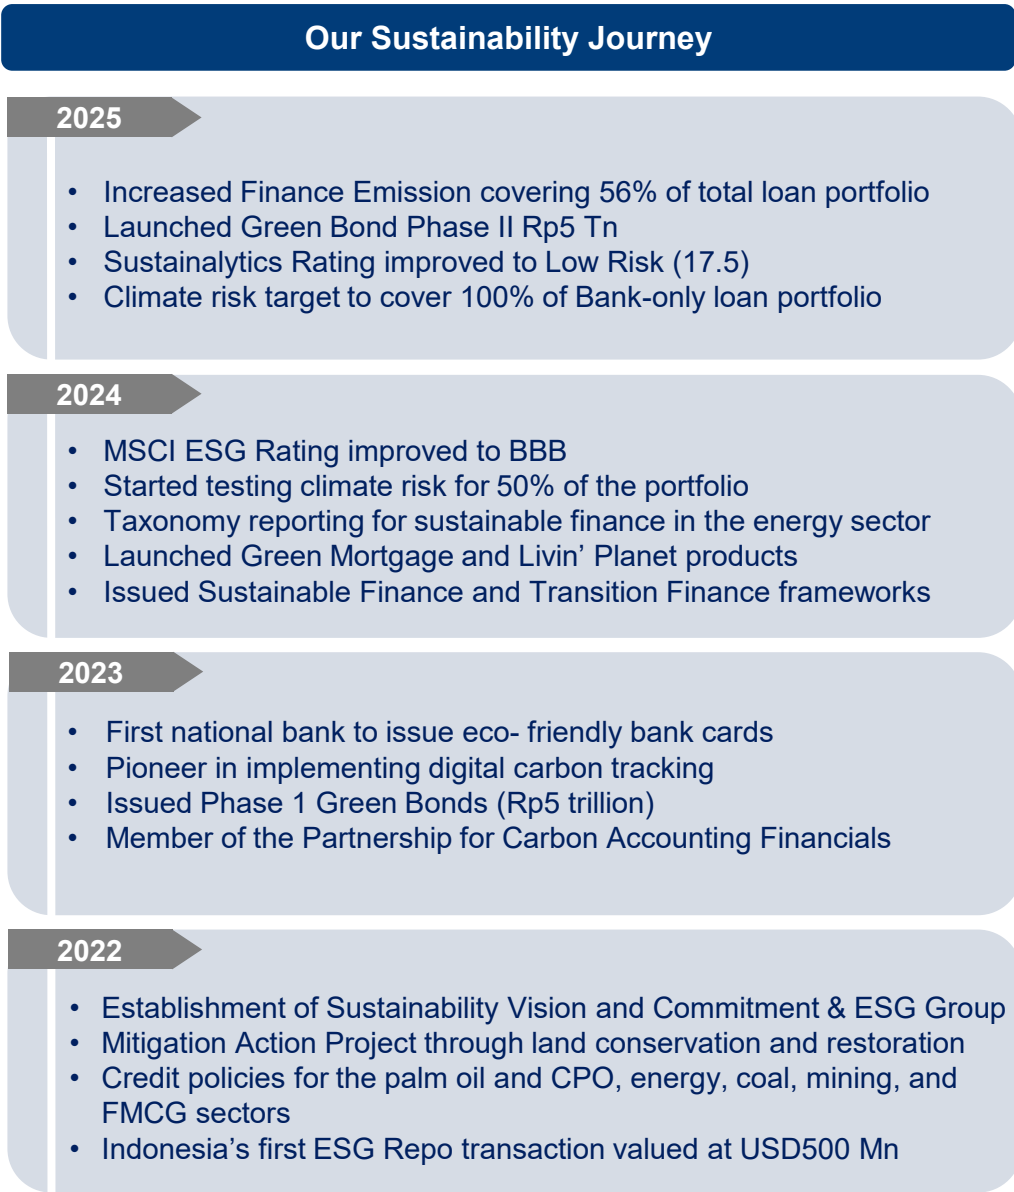 Our Sustainability Journey
2025
• Increased Finance Emission covering 56% of total loan portfolio
• Launched Green Bond Phase II Rp5 Tn
• Sustainalytics Rating improved to Low Risk (17.5)
• Climate risk target to cover 100% of Bank-only loan portfolio
2024
• MSCI ESG Rating improved to BBB
• Started testing climate risk for 50% of the portfolio
• Taxonomy reporting for sustainable finance in the energy sector
• Launched Green Mortgage and Livin’ Planet products
• Issued Sustainable Finance and Transition Finance frameworks
2023
• First national bank to issue eco- friendly bank cards
• Pioneer in implementing digital carbon tracking
• Issued Phase 1 Green Bonds (Rp5 trillion)
• Member of the Partnership for Carbon Accounting Financials
2022
• Establishment of Sustainability Vision and Commitment & ESG Group
• Mitigation Action Project through land conservation and restoration
• Credit policies for the palm oil and CPO, energy, coal, mining, and
FMCG sectors
• Indonesia’s first ESG Repo transaction valued at USD500 Mn